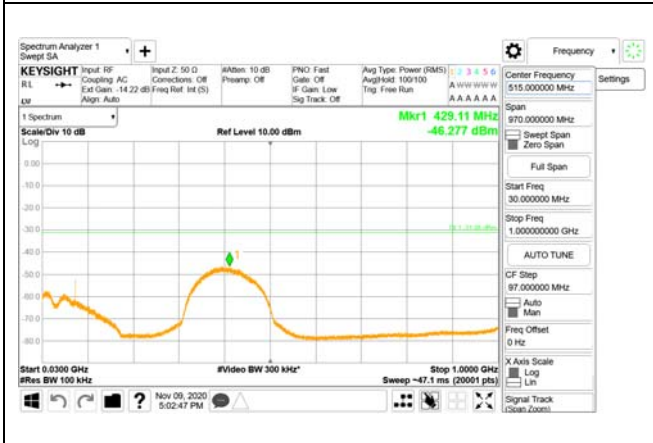 Spectrum Analyzer 1
Swept SA
Frequency
KEYSIGHT
Input: RF
Coupling: AC
Ext Gain: -14.22 dB
Align: Auto
Input Z: 50 Ω
Corrections: Off
Freq Ref: Int (S)
#Atten: 10 dB
Preamp: Off
PNO: Fast
Gate: Off
IF Gain: Low
Sig Track: Off
Avg Type: Power (RMS)
Avg|Hold: 100/100
Trig: Free Run
1 2 3 4 5 6
A W W W W W
A A A A A A
Center Frequency
515.000000 MHz
Settings
1 Spectrum
Scale/Div 10 dB
Ref Level 10.00 dBm
Mkr1 429.11 MHz
-46.277 dBm
Log
0.00
-10.0
-20.0
-30.0
-40.0
-50.0
-60.0
-70.0
-80.0
1
Span
970.000000 MHz
Swept Span
Zero Span
Full Span
Start Freq
30.000000 MHz
Stop Freq
1.000000000 GHz
AUTO TUNE
CF Step
97.000000 MHz
Auto
Man
Freq Offset
0 Hz
X Axis Scale
Log
Lin
Signal Track
(Span Zoom)
Start 0.0300 GHz
#Res BW 100 kHz
#Video BW 300 kHz*
Stop 1.0000 GHz
Sweep ~47.1 ms (20001 pts)
Nov 09, 2020
5:02:47 PM